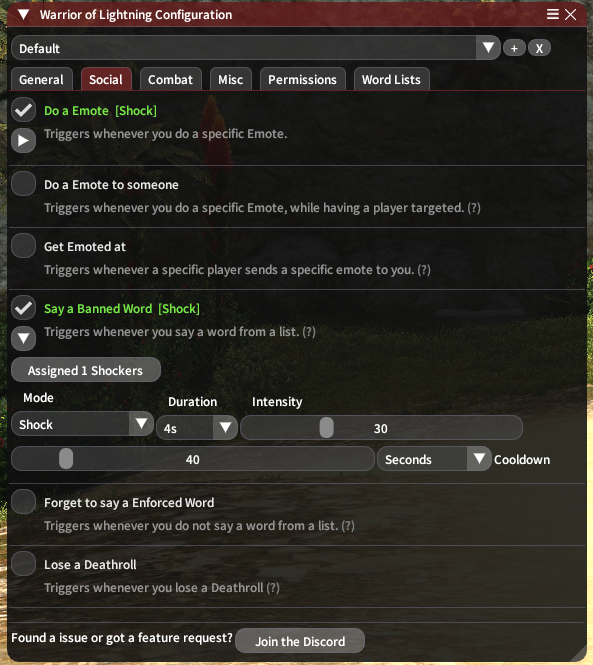 Warrior of Lightning Configuration
Default
+ X
General Social Combat Misc Permissions Word Lists
Do a Emote [Shock]
Triggers whenever you do a specific Emote.
Do a Emote to someone
Triggers whenever you do a specific Emote, while having a player targeted. (?)
Get Emoted at
Triggers whenever a specific player sends a specific emote to you. (?)
Say a Banned Word [Shock]
Triggers whenever you say a word from a list. (?)
Assigned 1 Shockers
Mode Duration Intensity
Shock 4s 30
40 Seconds Cooldown
Forget to say a Enforced Word
Triggers whenever you do not say a word from a list. (?)
Lose a Deathroll
Triggers whenever you lose a Deathroll (?)
Found a issue or got a feature request? Join the Discord